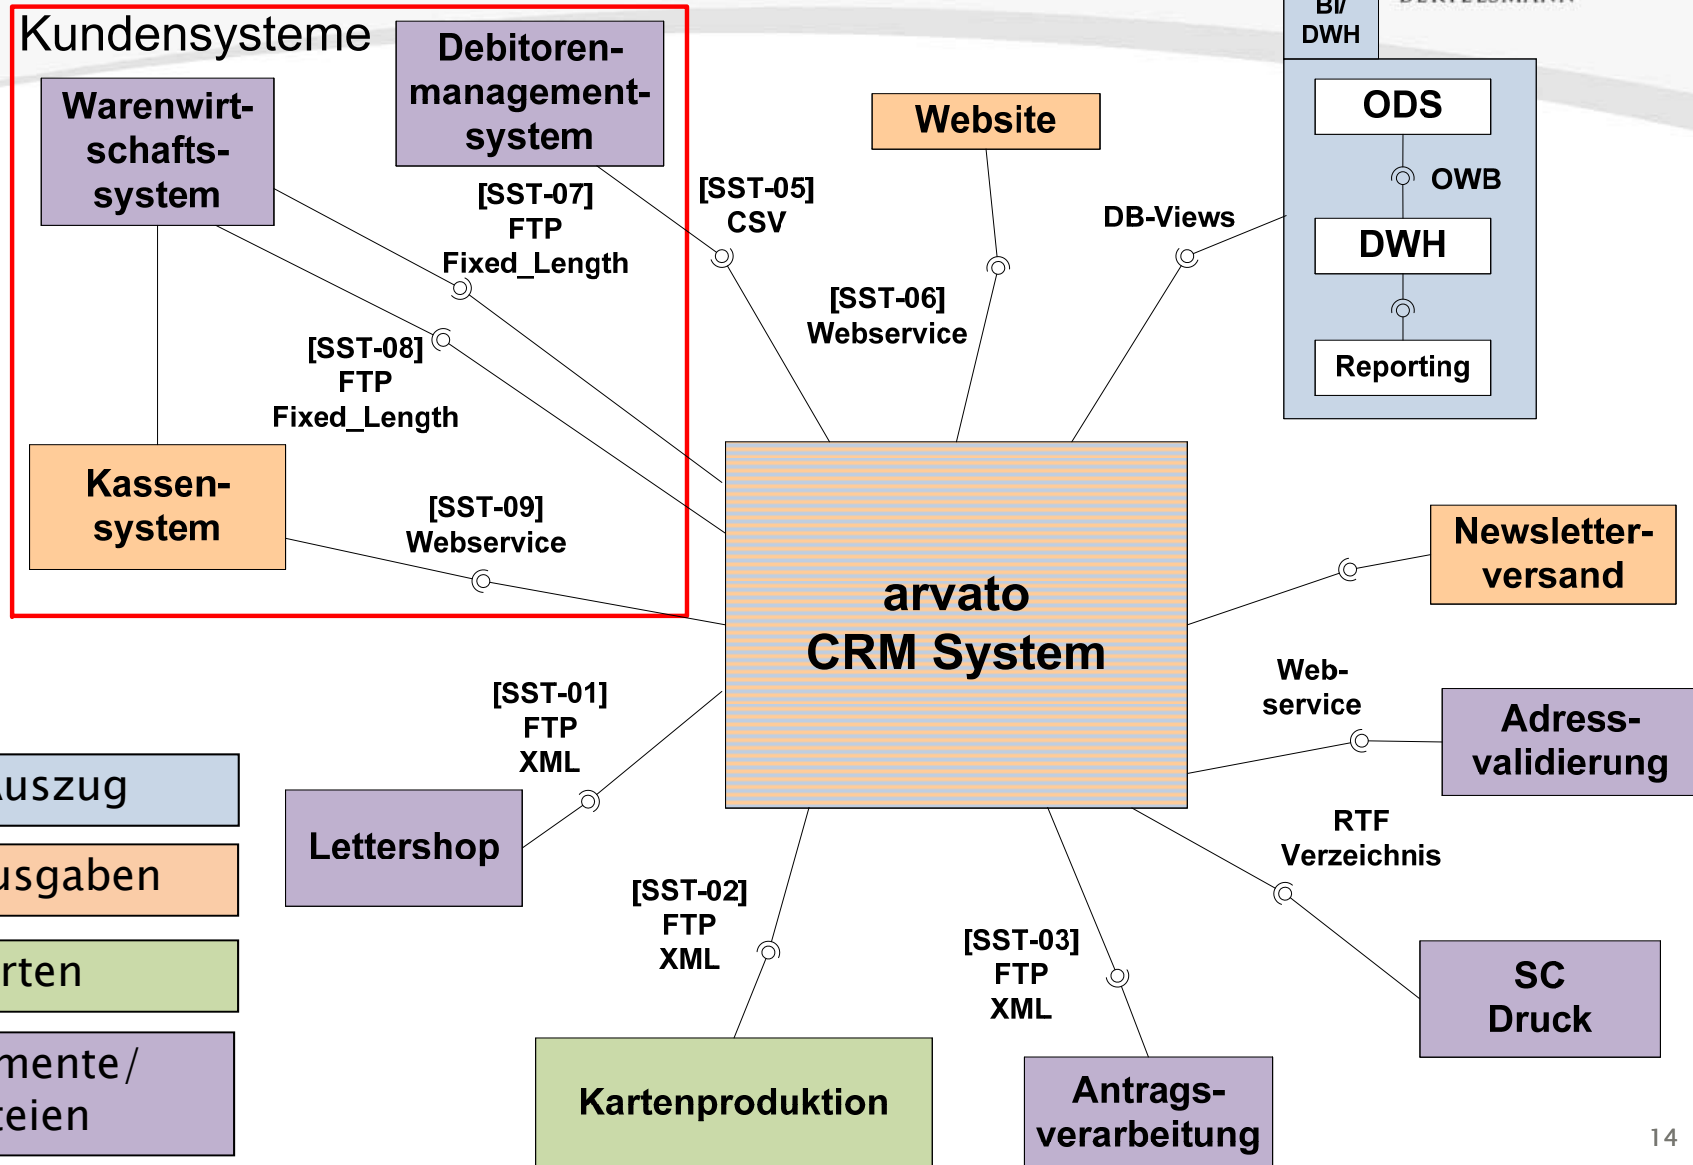 Kundensysteme
Debitoren-
management-
system
Warenwirt-
schafts-
system
Website
BI/
DWH
ODS
OWB
DWH
Reporting
[SST-07]
FTP
Fixed_Length
[SST-05]
CSV
DB-Views
[SST-06]
Webservice
[SST-08]
FTP
Fixed_Length
Kassen-
system
[SST-09]
Webservice
arvato
CRM System
Newsletter-
versand
Web-
service
Adress-
validierung
[SST-01]
FTP
XML
Lettershop
RTF
Verzeichnis
[SST-02]
FTP
XML
[SST-03]
FTP
XML
SC
Druck
Kartenproduktion
Antrags-
verarbeitung
uszug
usgaben
rten
mente/
teien
14